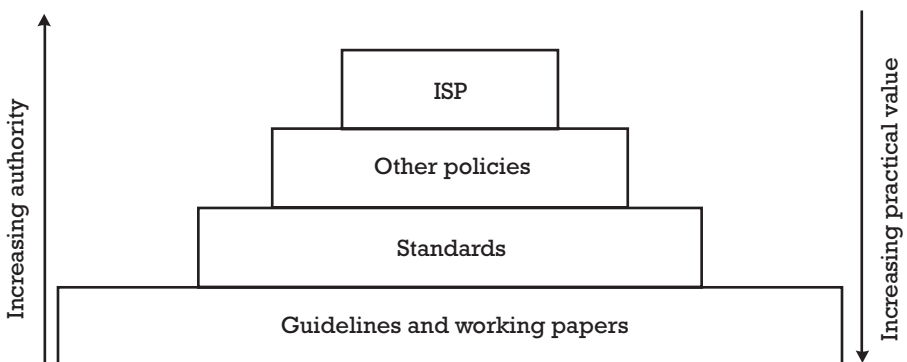 Increasing authority
ISP
Other policies
Standards
Guidelines and working papers
Increasing practical value